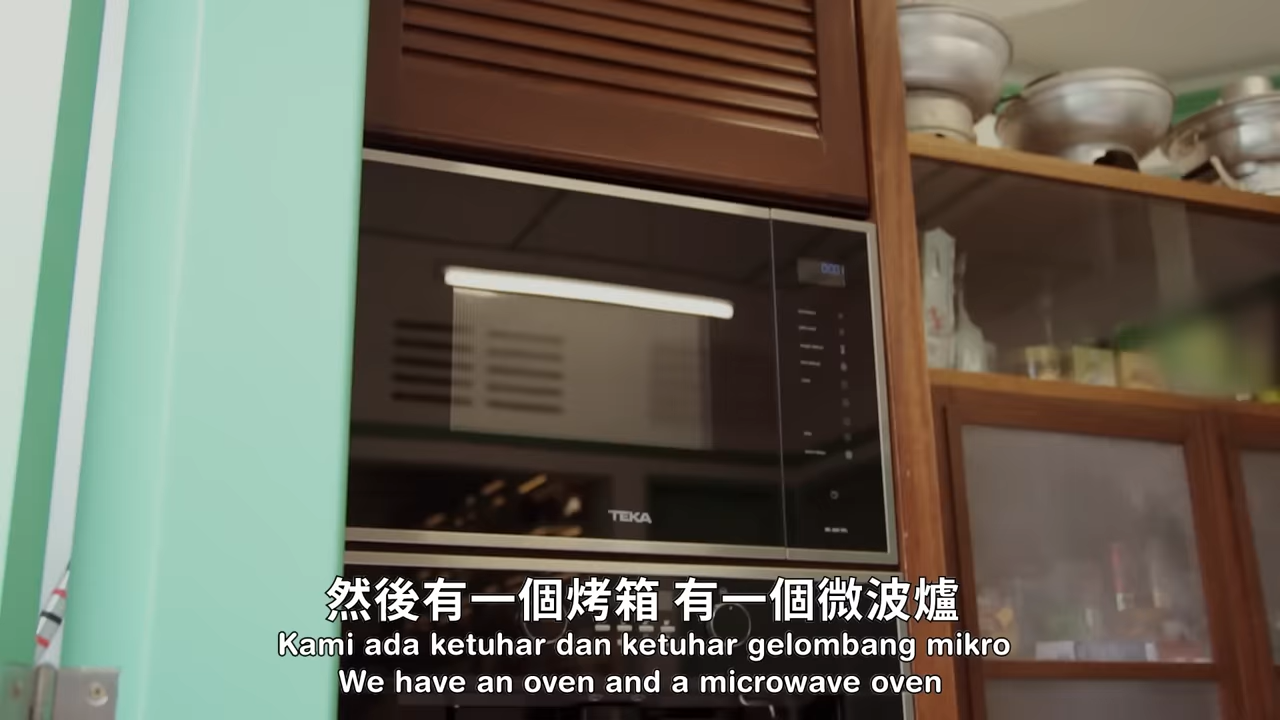 TEKA
然後有一個烤箱 有一個微波爐
Kami ada ketuhar dan ketuhar gelombang mikro
We have an oven and a microwave oven